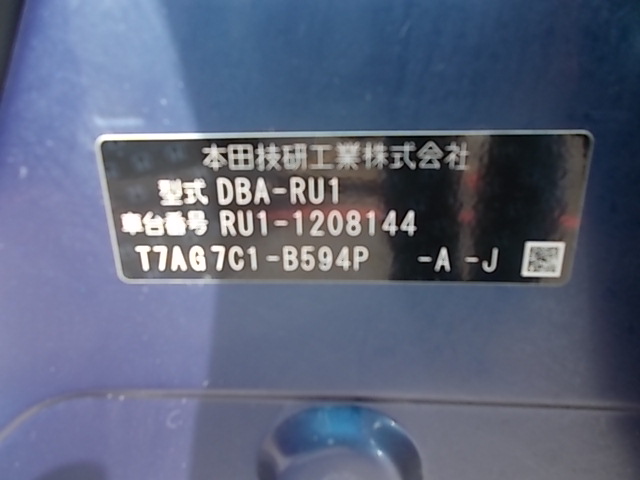 本田技研工業株式会社
型式 DBA-RU1
車台番号 RU1-1208144
T7AG7C1-B594P -A -J